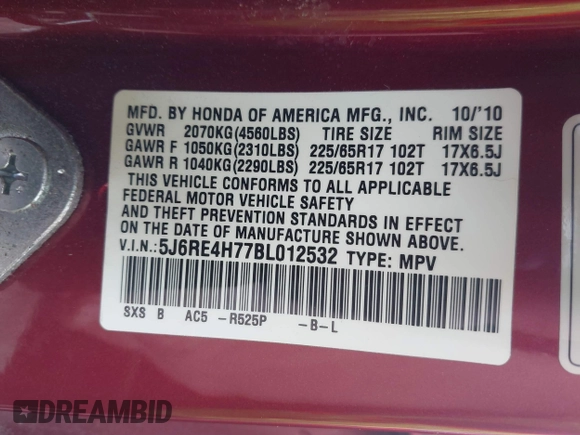 MFD. BY HONDA OF AMERICA MFG., INC. 10/'10
GVWR 2070KG(4560LBS) TIRE SIZE RIM SIZE
GAWR F 1050KG(2310LBS) 225/65R17 102T 17X6.5J
GAWR R 1040KG(2290LBS) 225/65R17 102T 17X6.5J
THIS VEHICLE CONFORMS TO ALL APPLICABLE
FEDERAL MOTOR VEHICLE SAFETY
AND THEFT PREVENTION STANDARDS IN EFFECT
ON THE DATE OF MANUFACTURE SHOWN ABOVE.
V.I.N.: 5J6RE4H77BL012532 TYPE: MPV
SXS B AC5 -R525P -B-L
DREAMBID